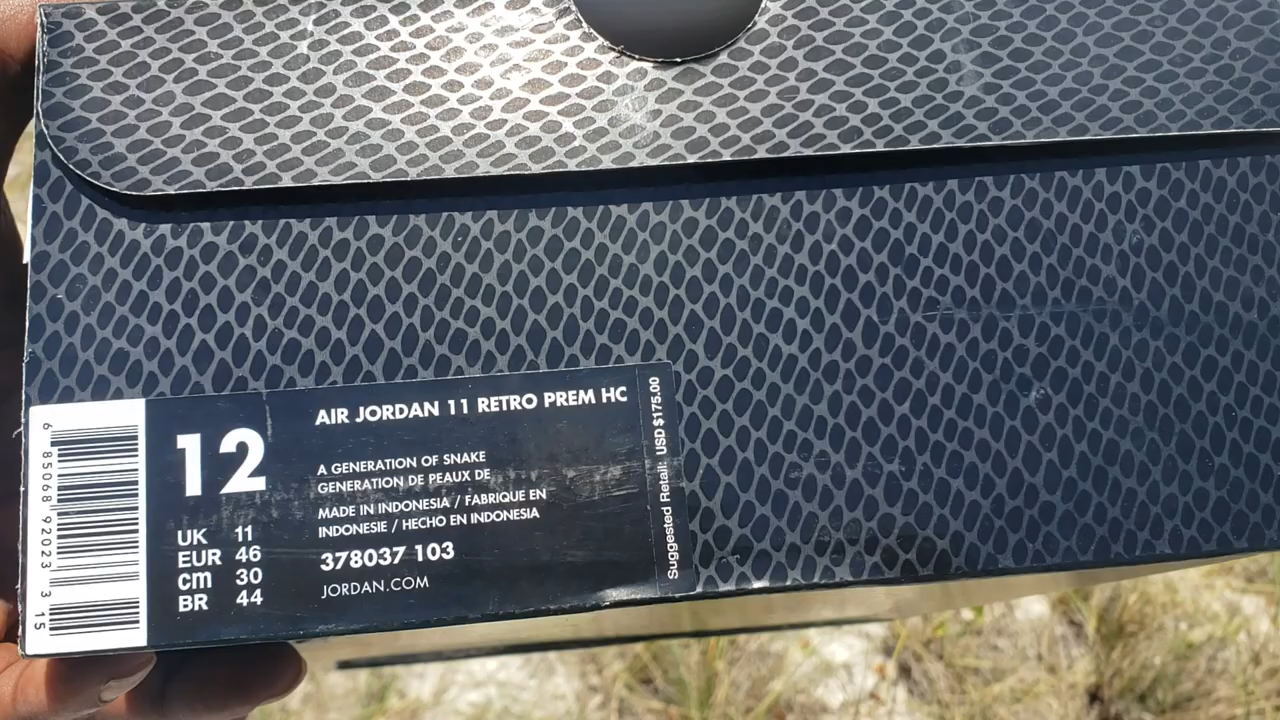 6 85068 92023 3 15
12
UK 11
EUR 46
cm 30
BR 44
AIR JORDAN 11 RETRO PREM HC
A GENERATION OF SNAKE
GENERATION DE PEAUX DE
MADE IN INDONESIA / FABRIQUE EN
INDONESIE / HECHO EN INDONESIA
378037 103
JORDAN.COM
Suggested Retail: USD $175.00